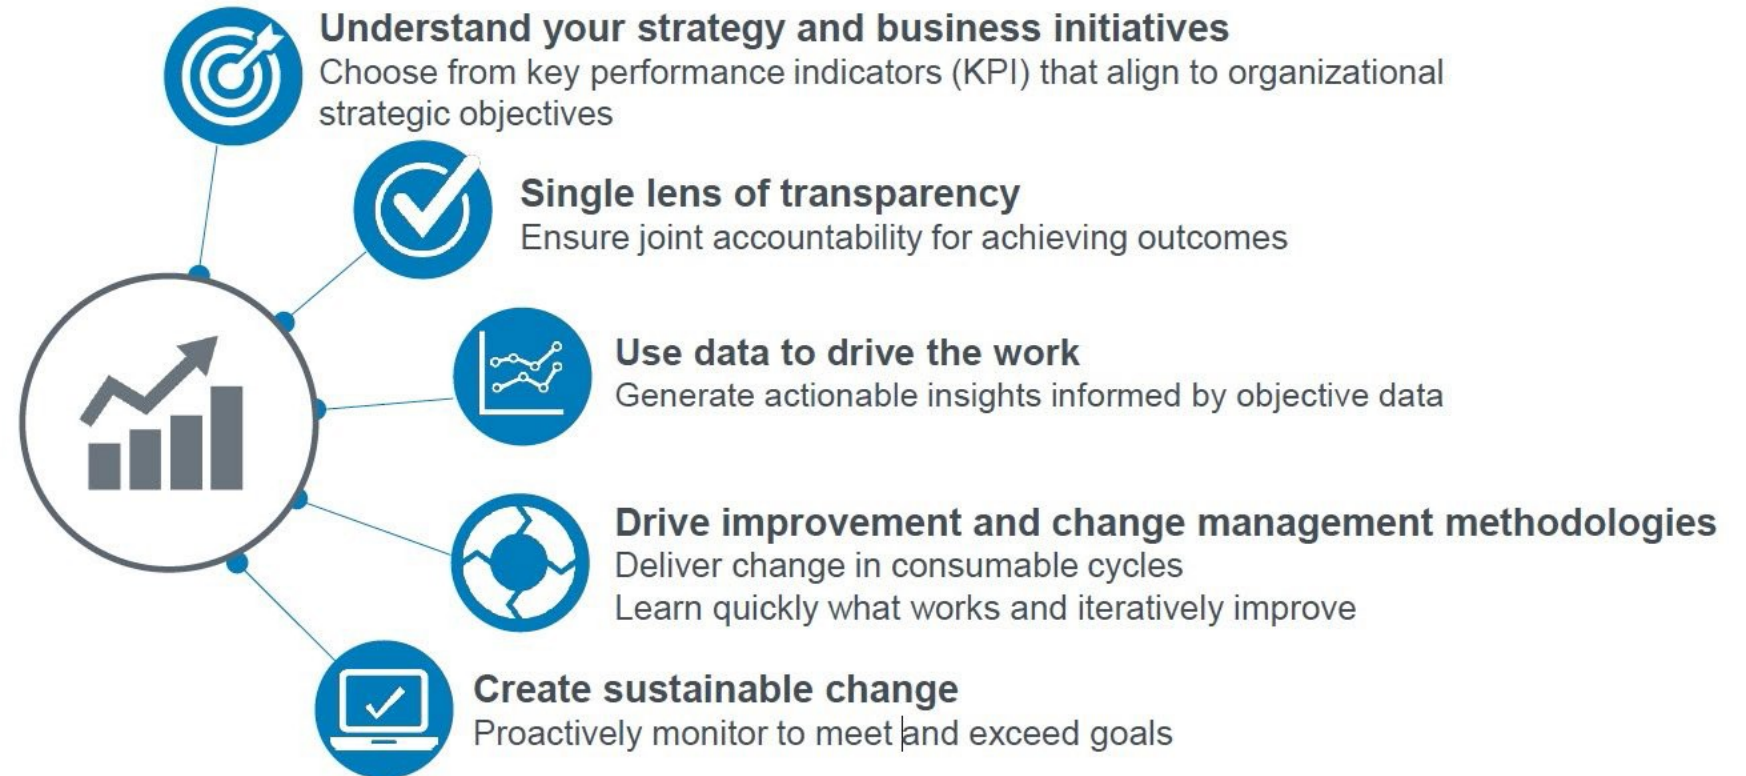 Understand your strategy and business initiatives
Choose from key performance indicators (KPI) that align to organizational
strategic objectives
Single lens of transparency
Ensure joint accountability for achieving outcomes
Use data to drive the work
Generate actionable insights informed by objective data
Drive improvement and change management methodologies
Deliver change in consumable cycles
Learn quickly what works and iteratively improve
Create sustainable change
Proactively monitor to meet and exceed goals